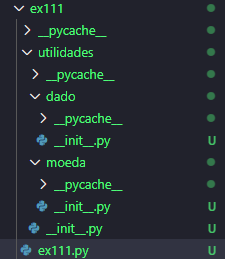 ex111
__pycache__
utilidades
__pycache__
dado
__pycache__
__init__.py U
moeda
__pycache__
__init__.py U
__init__.py U
ex111.py U